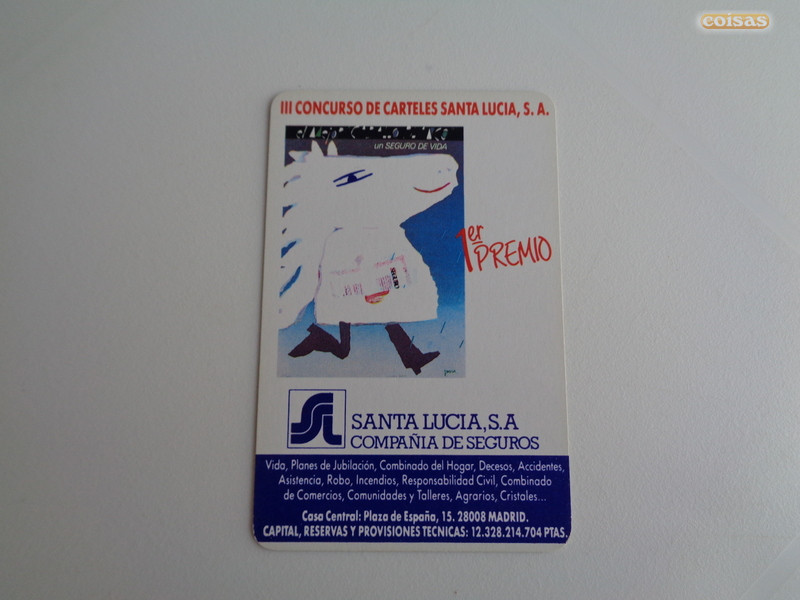 coisas
III CONCURSO DE CARTELES SANTA LUCIA, S. A.
un SEGURO DE VIDA
1er PREMIO
SANTA LUCIA, S.A
COMPAÑIA DE SEGUROS
Vida, Planes de Jubilación, Combinado del Hogar, Decesos, Accidentes,
Asistencia, Robo, Incendios, Responsabilidad Civil, Combinado
de Comercios, Comunidades y Talleres, Agrarios, Cristales...
Casa Central: Plaza de España, 15. 28008 MADRID.
CAPITAL, RESERVAS Y PROVISIONES TECNICAS: 12.328.214.704 PTAS.